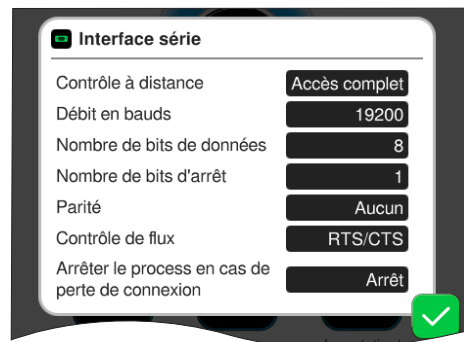 Interface série
Contrôle à distance Accès complet
Débit en bauds 19200
Nombre de bits de données 8
Nombre de bits d'arrêt 1
Parité Aucun
Contrôle de flux RTS/CTS
Arrêter le process en cas de
perte de connexion Arrêt